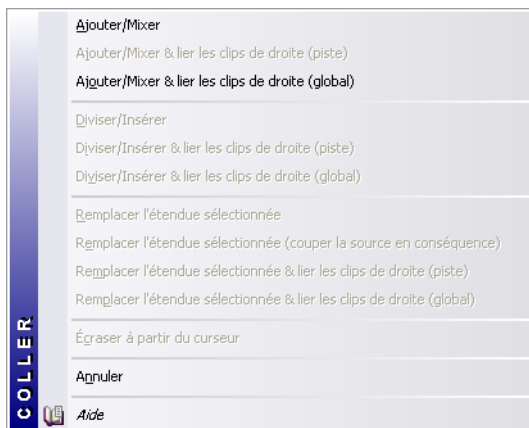 Ajouter/Mixer
Ajouter/Mixer & lier les clips de droite (piste)
Ajouter/Mixer & lier les clips de droite (global)
Diviser/Insérer
Diviser/Insérer & lier les clips de droite (piste)
Diviser/Insérer & lier les clips de droite (global)
Remplacer l'étendue sélectionnée
Remplacer l'étendue sélectionnée (couper la source en conséquence)
Remplacer l'étendue sélectionnée & lier les clips de droite (piste)
Remplacer l'étendue sélectionnée & lier les clips de droite (global)
Écraser à partir du curseur
Annuler
Aide
COLLER